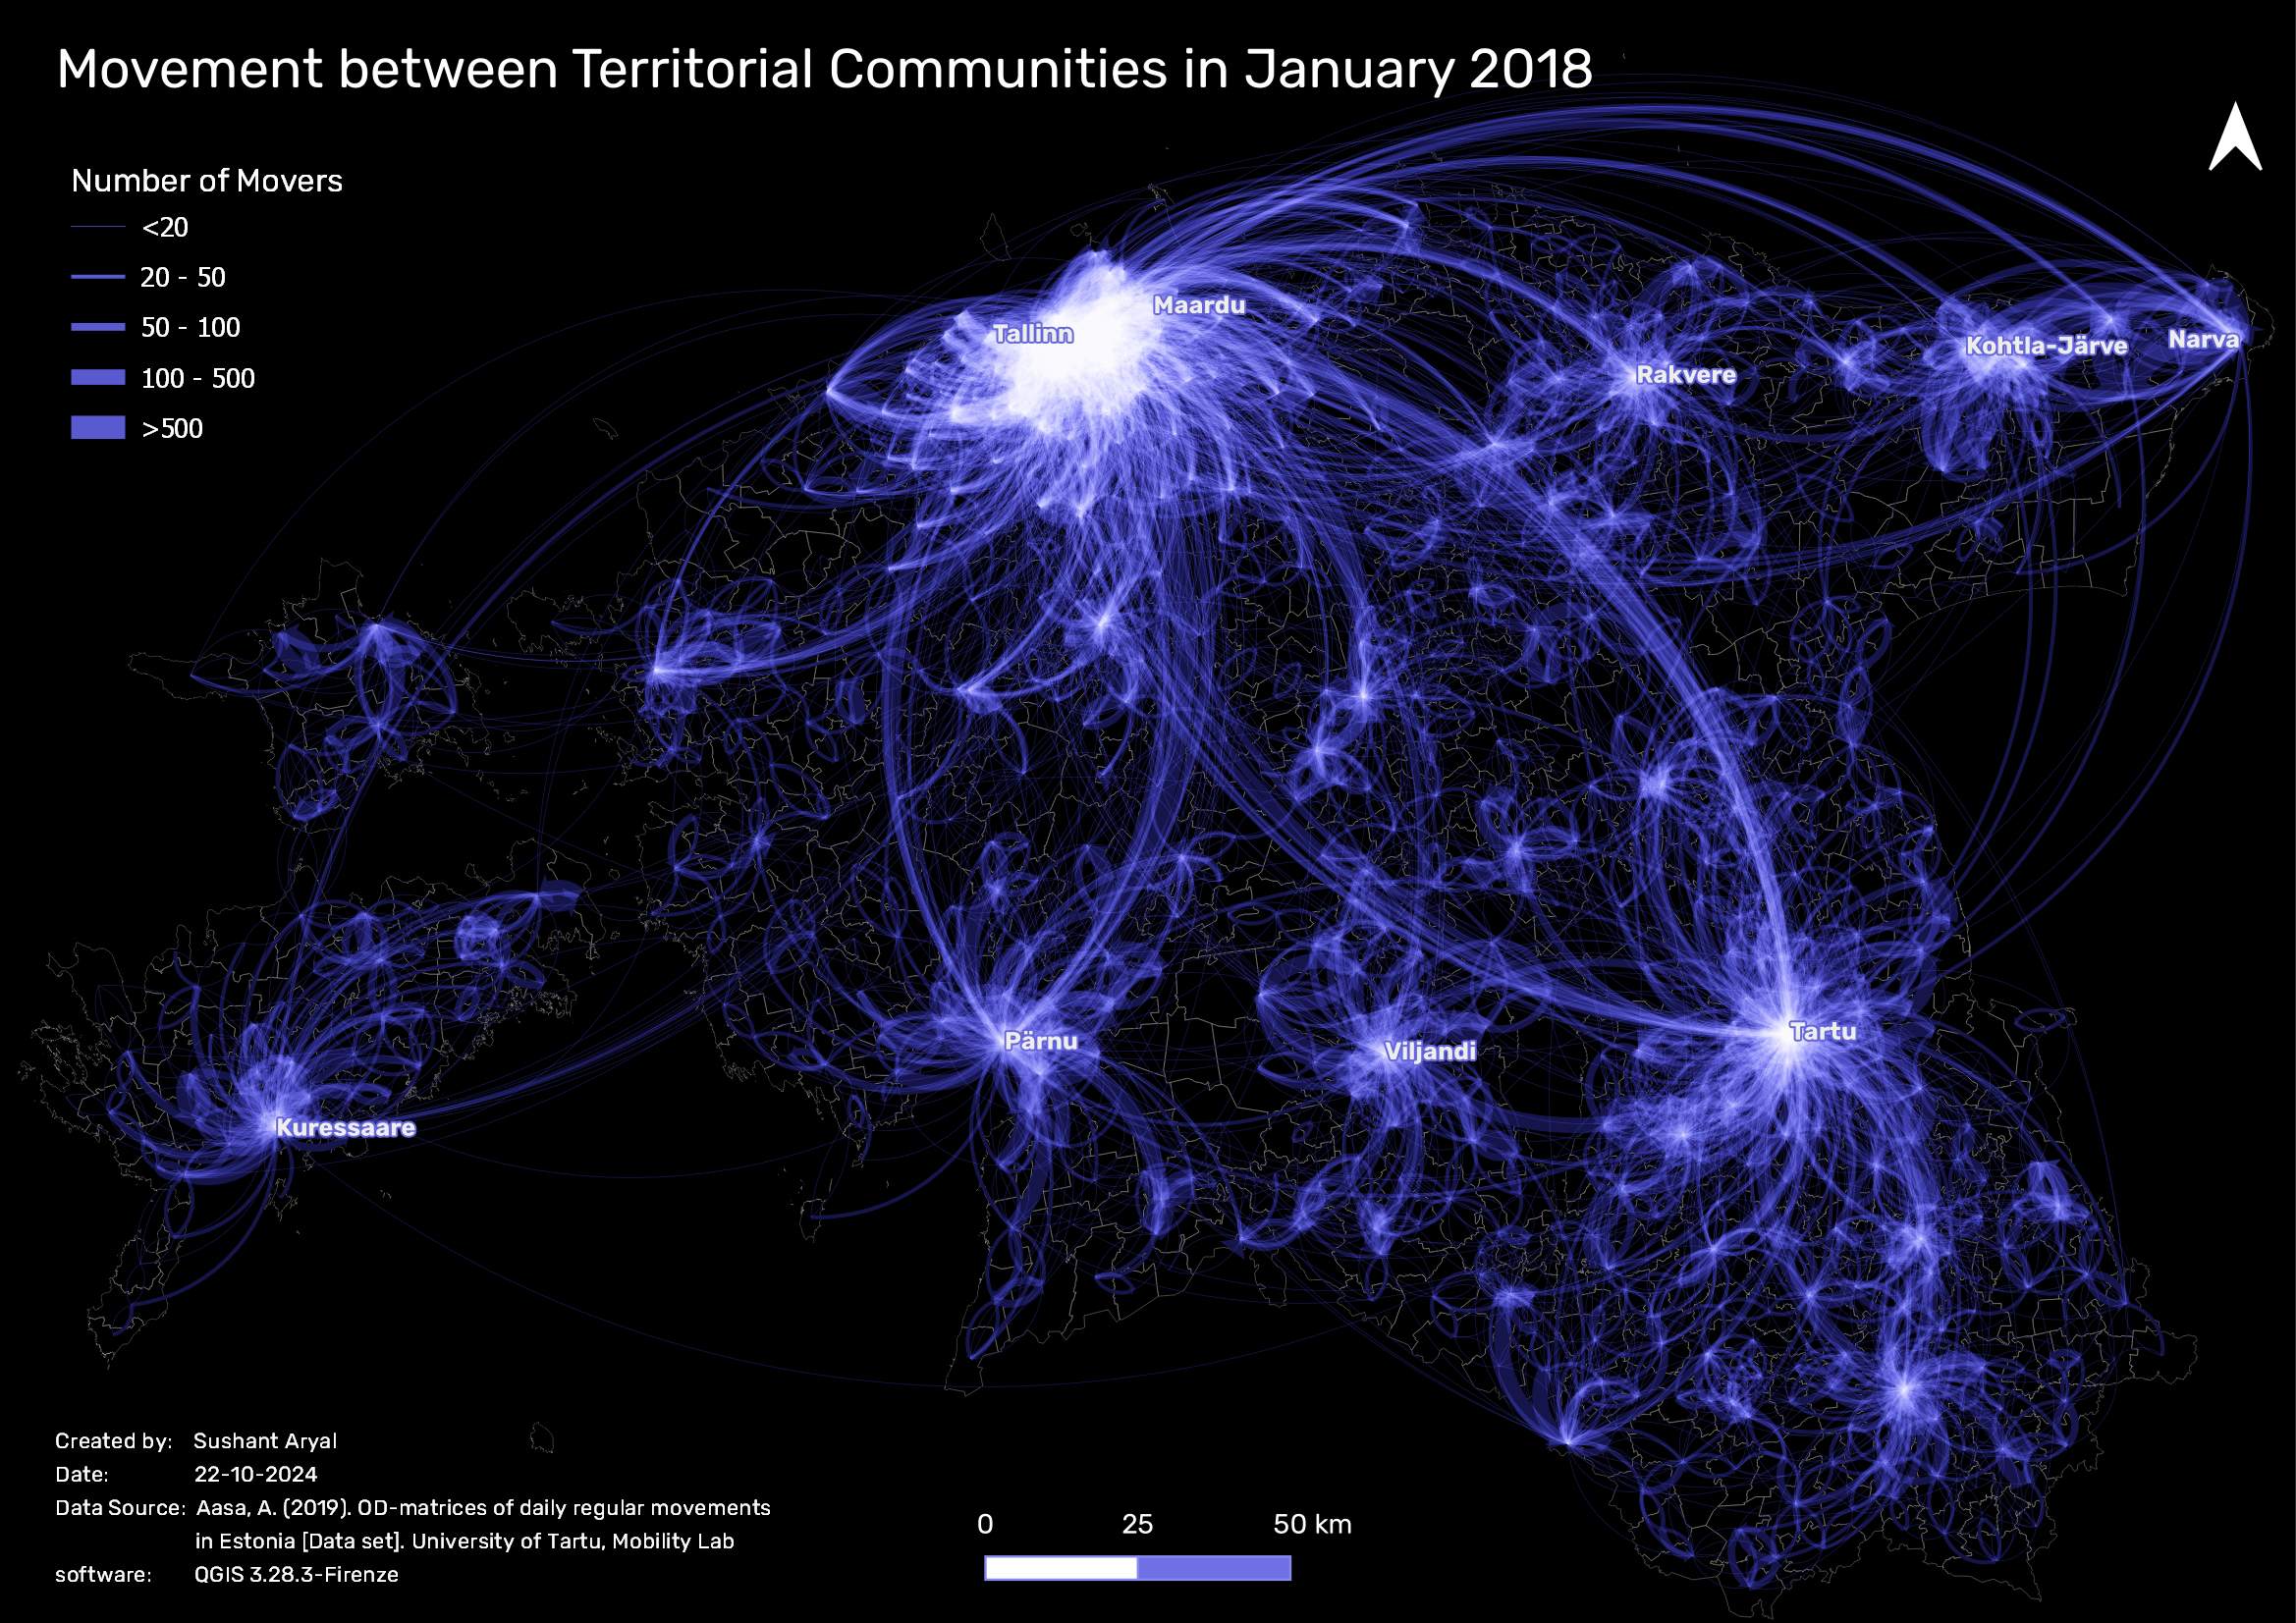 Movement between Territorial Communities in January 2018
Number of Movers
<20
20 - 50
50 - 100
100 - 500
>500
Maardu
Tallinn
Narva
Kohtla-Järve
Rakvere
Tartu
Pärnu
Viljandi
Kuressaare
Created by: Sushant Aryal
Date: 22-10-2024
Data Source: Aasa, A. (2019). OD-matrices of daily regular movements
in Estonia [Data set]. University of Tartu, Mobility Lab
software: QGIS 3.28.3-Firenze
0 25 50 km